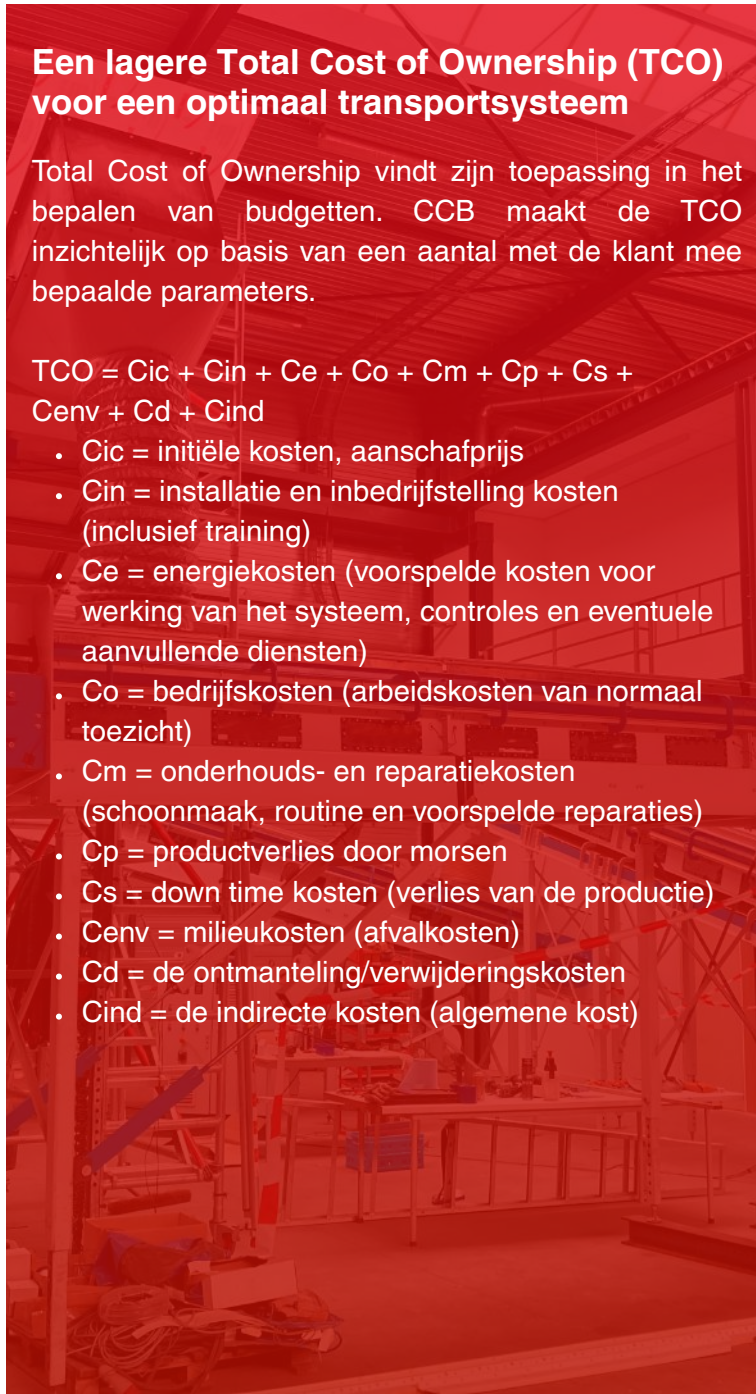 Een lagere Total Cost of Ownership (TCO)
voor een optimaal transportsysteem
Total Cost of Ownership vindt zijn toepassing in het
bepalen van budgetten. CCB maakt de TCO
inzichtelijk op basis van een aantal met de klant mee
bepaalde parameters.
TCO = Cic + Cin + Ce + Co + Cm + Cp + Cs +
Cenv + Cd + Cind
• Cic = initiële kosten, aanschafprijs
• Cin = installatie en inbedrijfstelling kosten
(inclusief training)
• Ce = energiekosten (voorspelde kosten voor
werking van het systeem, controles en eventuele
aanvullende diensten)
• Co = bedrijfskosten (arbeidskosten van normaal
toezicht)
• Cm = onderhouds- en reparatiekosten
(schoonmaak, routine en voorspelde reparaties)
• Cp = productverlies door morsen
• Cs = down time kosten (verlies van de productie)
• Cenv = milieukosten (afvalkosten)
• Cd = de ontmanteling/verwijderingskosten
• Cind = de indirecte kosten (algemene kost)